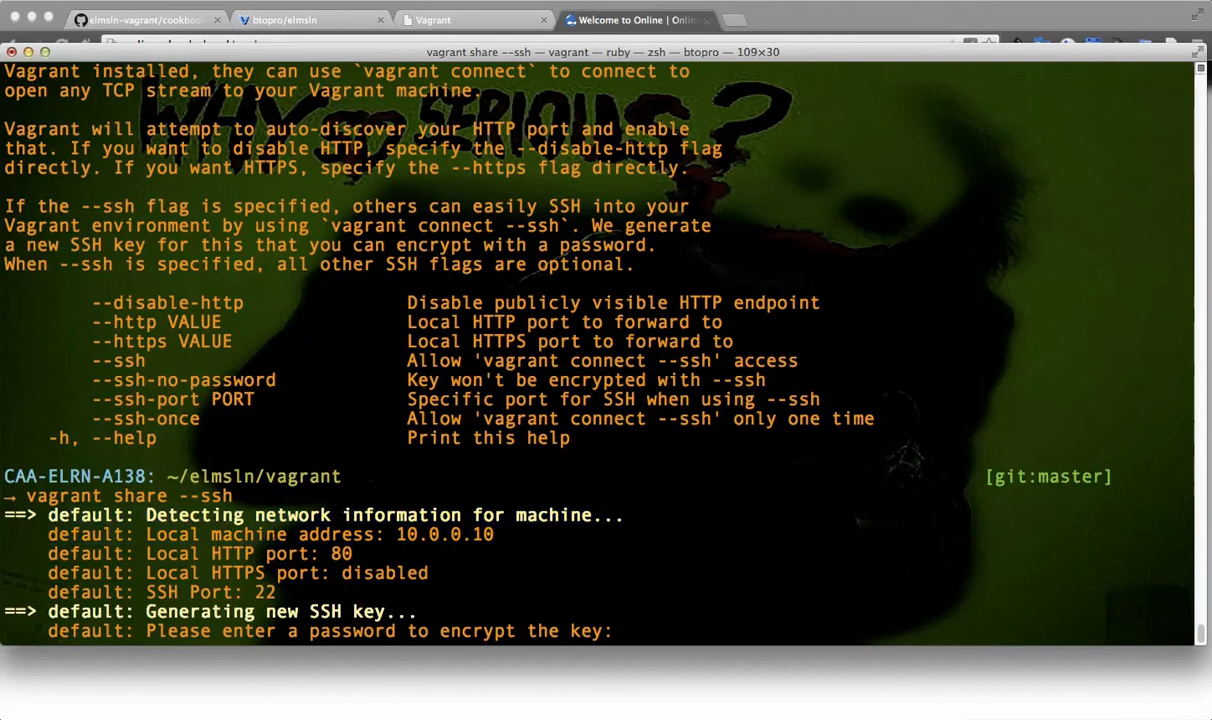 elmsln-vagrant/cookboo
btopro/elmsln
Vagrant
Welcome to Online | Onlin
vagrant share --ssh — vagrant — ruby — zsh — btopro — 109×30
Vagrant installed, they can use `vagrant connect` to connect to
open any TCP stream to your Vagrant machine.
WHY SO SERIOUS?
Vagrant will attempt to auto-discover your HTTP port and enable
that. If you want to disable HTTP, specify the --disable-http flag
directly. If you want HTTPS, specify the --https flag directly.
If the --ssh flag is specified, others can easily SSH into your
Vagrant environment by using `vagrant connect --ssh`. We generate
a new SSH key for this that you can encrypt with a password.
When --ssh is specified, all other SSH flags are optional.
--disable-http Disable publicly visible HTTP endpoint
--http VALUE Local HTTP port to forward to
--https VALUE Local HTTPS port to forward to
--ssh Allow 'vagrant connect --ssh' access
--ssh-no-password Key won't be encrypted with --ssh
--ssh-port PORT Specific port for SSH when using --ssh
--ssh-once Allow 'vagrant connect --ssh' only one time
-h, --help Print this help
CAA-ELRN-A138: ~/elmsln/vagrant [git:master]
→ vagrant share --ssh
==> default: Detecting network information for machine...
default: Local machine address: 10.0.0.10
default: Local HTTP port: 80
default: Local HTTPS port: disabled
default: SSH Port: 22
==> default: Generating new SSH key...
default: Please enter a password to encrypt the key: